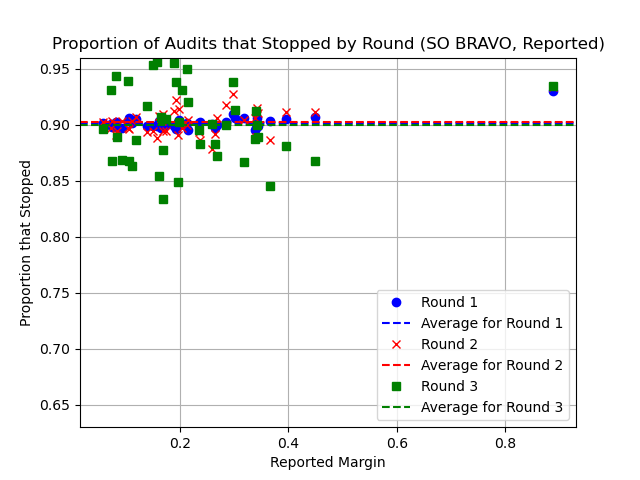 Proportion of Audits that Stopped by Round (SO BRAVO, Reported)
0.95
0.90
0.85
0.80
0.75
0.70
0.65
Proportion that Stopped
0.2
0.4
0.6
0.8
Reported Margin
Round 1
Average for Round 1
Round 2
Average for Round 2
Round 3
Average for Round 3